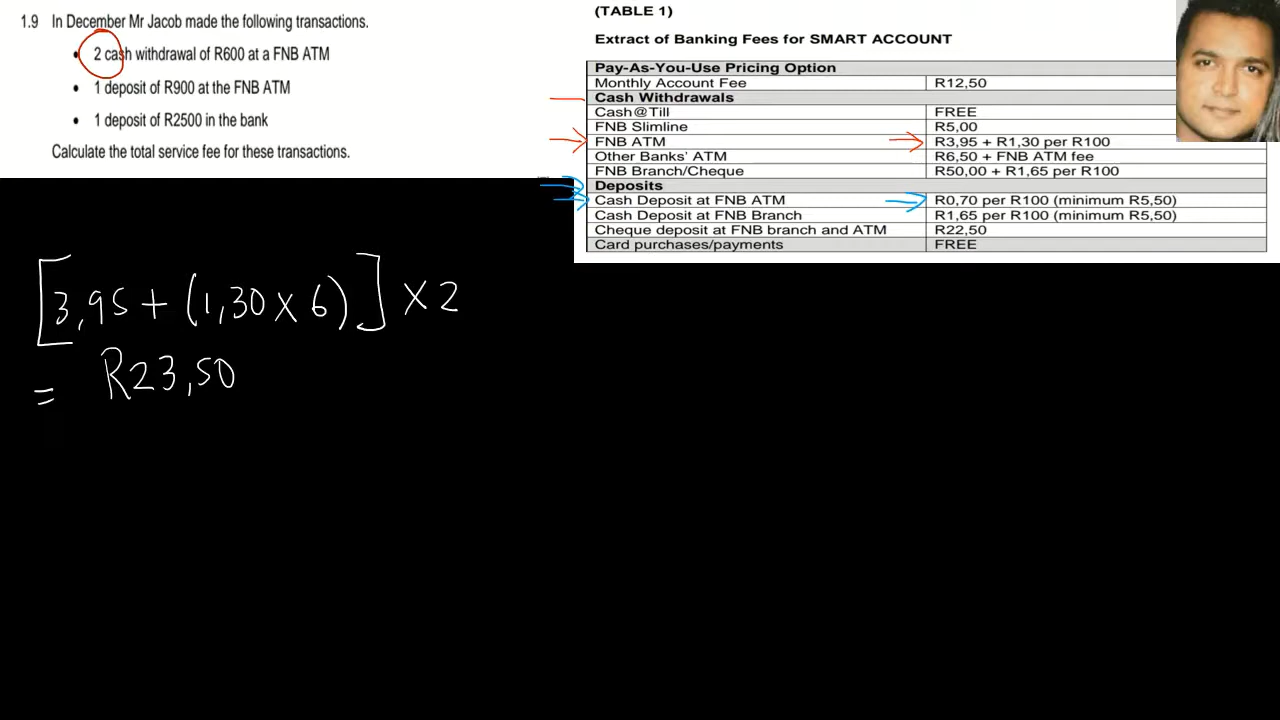 1.9 In December Mr Jacob made the following transactions.
• 2 cash withdrawal of R600 at a FNB ATM
• 1 deposit of R900 at the FNB ATM
• 1 deposit of R2500 in the bank
Calculate the total service fee for these transactions.
(TABLE 1)
Extract of Banking Fees for SMART ACCOUNT
Pay-As-You-Use Pricing Option
Monthly Account Fee R12,50
Cash Withdrawals
Cash@Till FREE
FNB Slimline R5,00
FNB ATM R3,95 + R1,30 per R100
Other Banks' ATM R6,50 + FNB ATM fee
FNB Branch/Cheque R50,00 + R1,65 per R100
Deposits
Cash Deposit at FNB ATM R0,70 per R100 (minimum R5,50)
Cash Deposit at FNB Branch R1,65 per R100 (minimum R5,50)
Cheque deposit at FNB branch and ATM R22,50
Card purchases/payments FREE
[3,95 + (1,30 x 6)] x 2
= R23,50